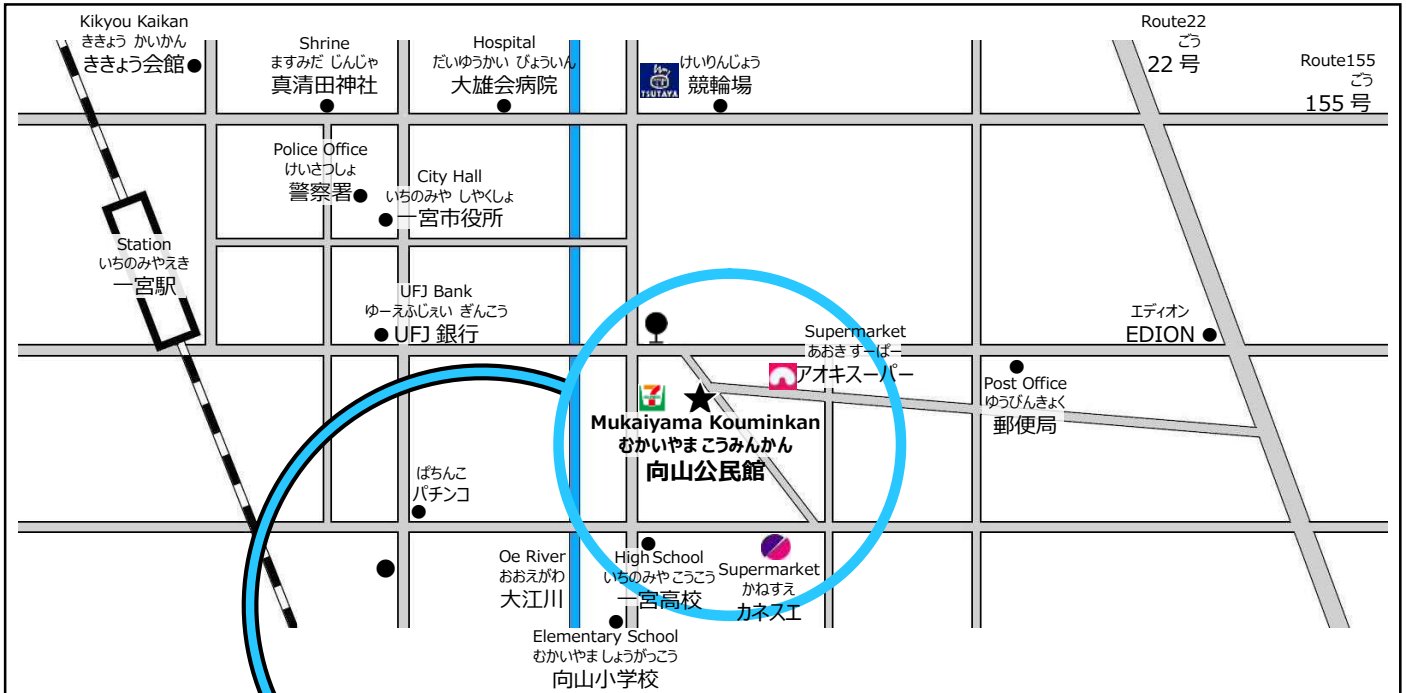 Kikyou Kaikan
ききょう かいかん
ききょう会館
Shrine
ますみだ じんじゃ
真清田神社
Hospital
だいゆうかい びょういん
大雄会病院
TSUTAYA
けいりんじょう
競輪場
Route22
ごう
22 号
Route155
ごう
155 号
Police Office
けいさつしょ
警察署
City Hall
いちのみや しやくしょ
一宮市役所
Station
いちのみやえき
一宮駅
UFJ Bank
ゆーえふじぇい ぎんこう
UFJ 銀行
Supermarket
あおき すーぱー
アオキスーパー
エディオン
EDION
Post Office
ゆうびんきょく
郵便局
7
Mukaiyama Kouminkan
むかいやま こうみんかん
向山公民館
ぱちんこ
パチンコ
Oe River
おおえがわ
大江川
High School
いちのみや こうこう
一宮高校
Supermarket
かねすえ
カネスエ
Elementary School
むかいやま しょうがっこう
向山小学校